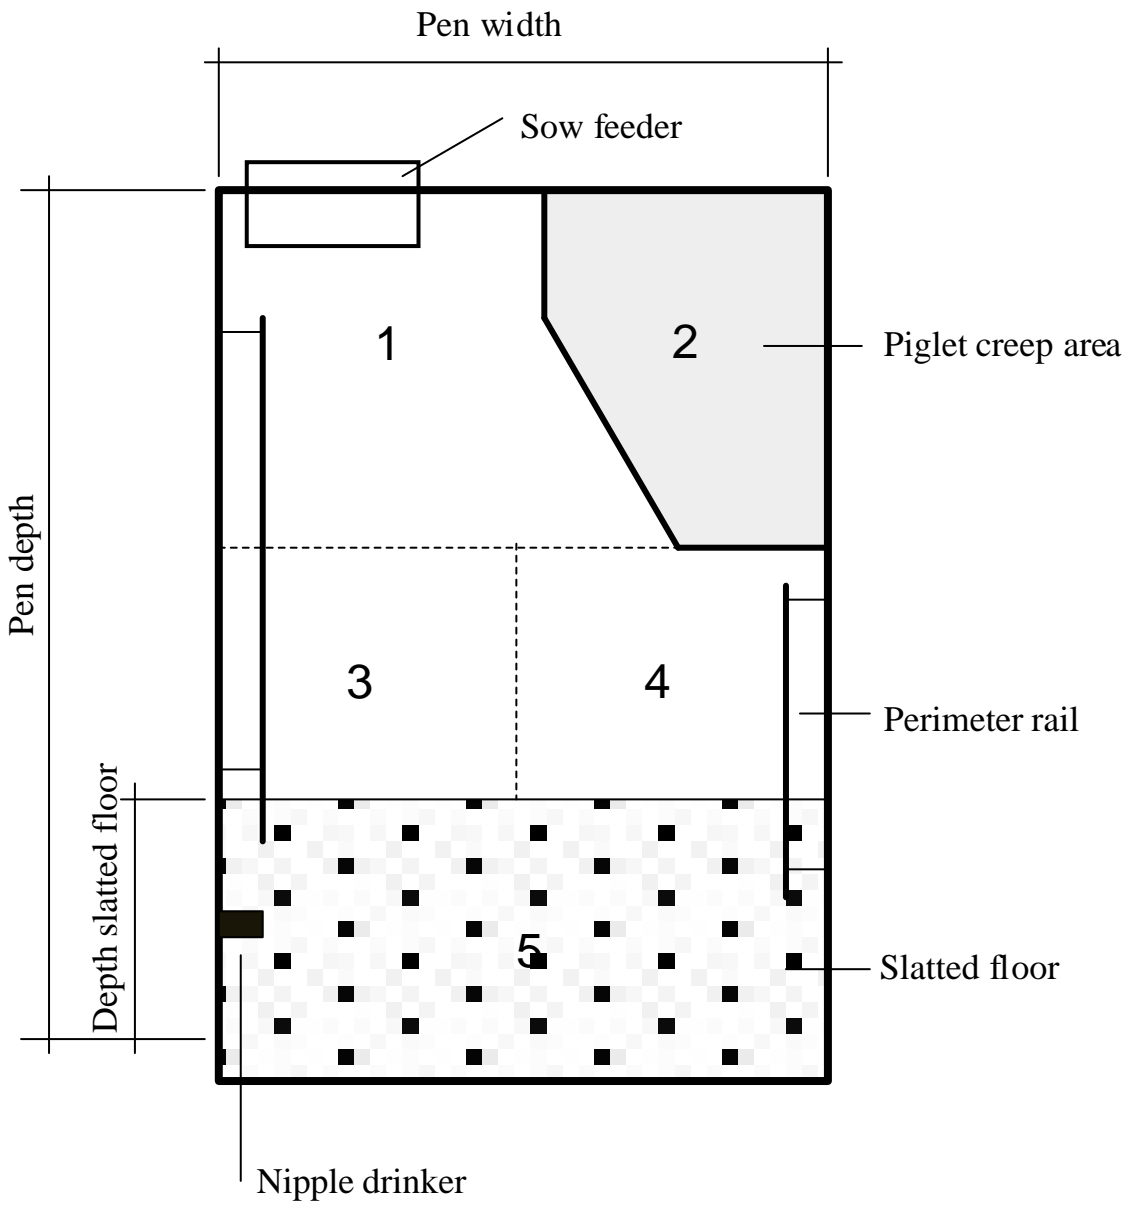 Pen width
Sow feeder
1
2
Piglet creep area
Pen depth
3
4
Perimeter rail
Depth slatted floor
5
Slatted floor
Nipple drinker